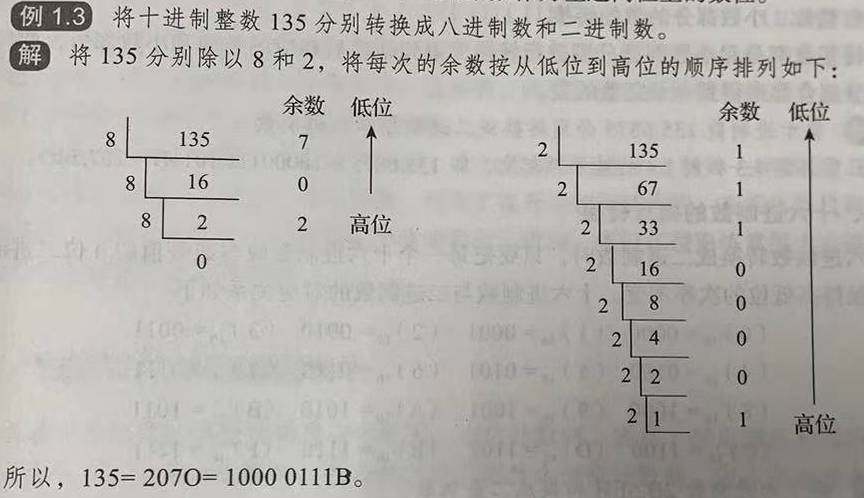 例 1.3 将十进制整数 135 分别转换成八进制数和二进制数。
解 将 135 分别除以 8 和 2，将每次的余数按从低位到高位的顺序排列如下：
余数 低位
8 135 7
8 16 0
8 2 2 高位
0
余数 低位
2 135 1
2 67 1
2 33 1
2 16 0
2 8 0
2 4 0
2 2 0
2 1 1 高位
所以，135= 207O= 1000 0111B。